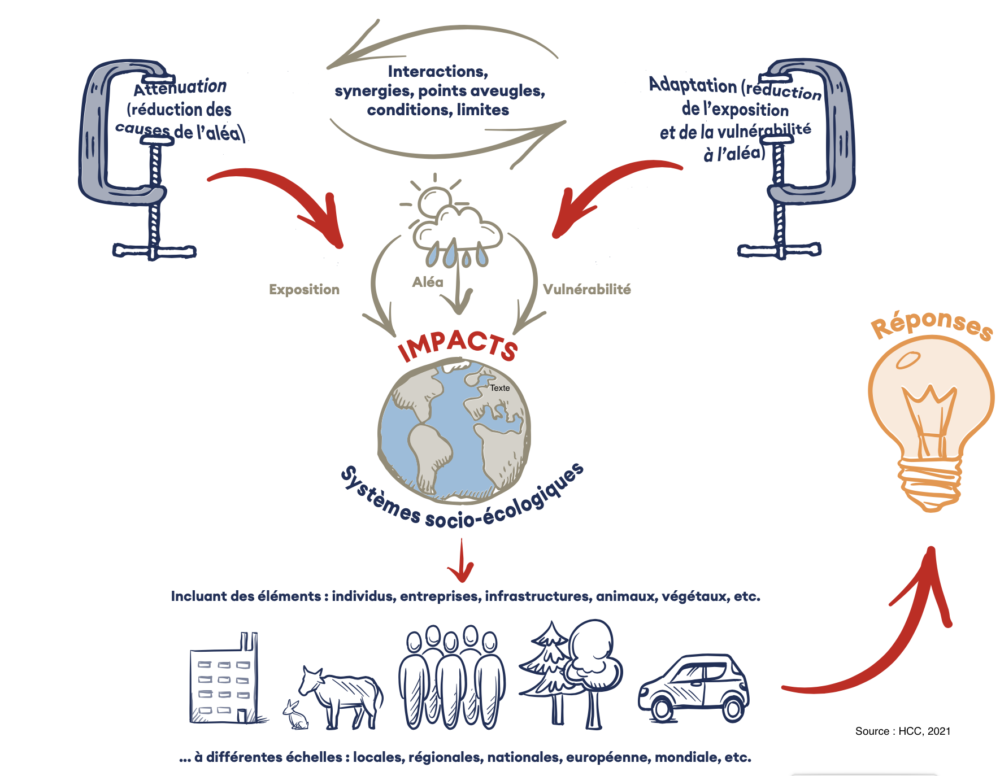 Atténuation
(réduction des
causes de l'aléa)
Interactions,
synergies, points aveugles,
conditions, limites
Adaptation (réduction
de l'exposition
et de la vulnérabilité
à l'aléa)
Exposition
Aléa
Vulnérabilité
IMPACTS
Texte
Systèmes socio-écologiques
Réponses
Incluant des éléments : individus, entreprises, infrastructures, animaux, végétaux, etc.
Source : HCC, 2021
... à différentes échelles : locales, régionales, nationales, européenne, mondiale, etc.